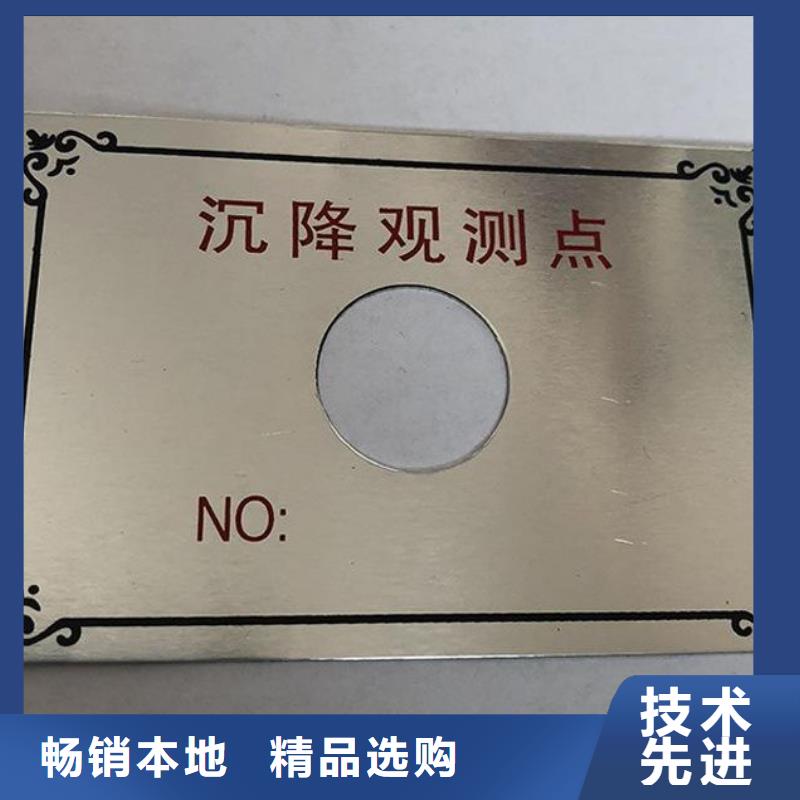 沉降观测点
NO:
畅销本地 精品选购
技术
先进